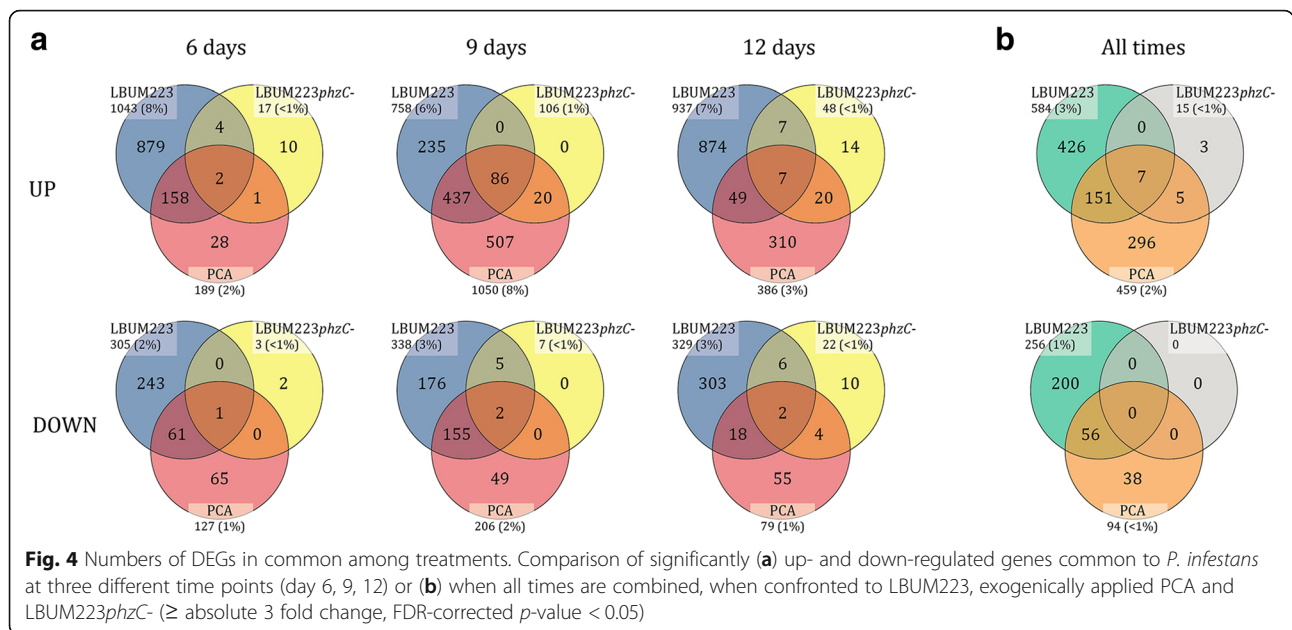 a
b
6 days
9 days
12 days
All times
UP
LBUM223
1043 (8%)
LBUM223phzC-
17 (<1%)
4
879
10
2
158
1
28
PCA
189 (2%)
LBUM223
758 (6%)
LBUM223phzC-
106 (1%)
0
235
0
86
437
20
507
PCA
1050 (8%)
LBUM223
937 (7%)
LBUM223phzC-
48 (<1%)
7
874
14
7
49
20
310
PCA
386 (3%)
LBUM223
584 (3%)
LBUM223phzC-
15 (<1%)
0
426
3
7
151
5
296
PCA
459 (2%)
DOWN
LBUM223
305 (2%)
LBUM223phzC-
3 (<1%)
0
243
2
1
61
0
65
PCA
127 (1%)
LBUM223
338 (3%)
LBUM223phzC-
7 (<1%)
5
176
0
2
155
0
49
PCA
206 (2%)
LBUM223
329 (3%)
LBUM223phzC-
22 (<1%)
6
303
10
2
18
4
55
PCA
79 (1%)
LBUM223
256 (1%)
LBUM223phzC-
0
0
200
0
0
56
0
38
PCA
94 (<1%)
Fig. 4 Numbers of DEGs in common among treatments. Comparison of significantly (a) up- and down-regulated genes common to P. infestans
at three different time points (day 6, 9, 12) or (b) when all times are combined, when confronted to LBUM223, exogenically applied PCA and
LBUM223phzC- (≥ absolute 3 fold change, FDR-corrected p-value < 0.05)